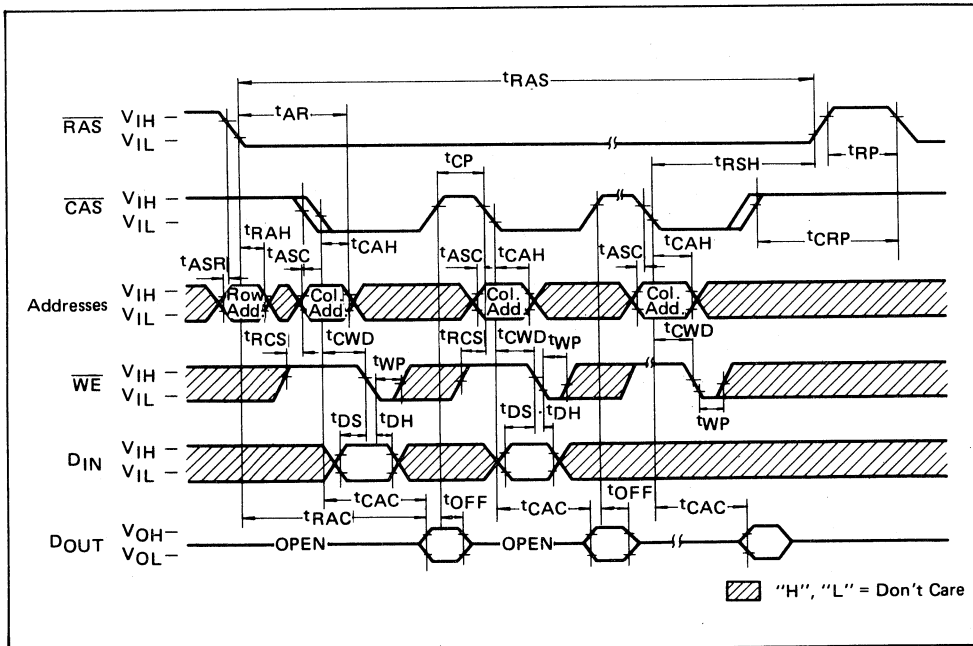 tRAS
tAR
RAS VIH
VIL
tRSH tRP
tCP
CAS VIH
VIL
tRAH tCAH tCAH tCAH
tASC tASC tASC tCRP
tASR
Addresses VIH Row Add. Col. Add. Col. Add. Col. Add.
VIL
tRCS tCWD tRCS tCWD tWP tCWD
WE VIH tWP
VIL
tWP
tDS tDH tDS tDH
DIN VIH
VIL
tCAC tOFF tCAC tOFF tCAC
tRAC
DOUT VOH
VOL OPEN OPEN
"H", "L" = Don't Care